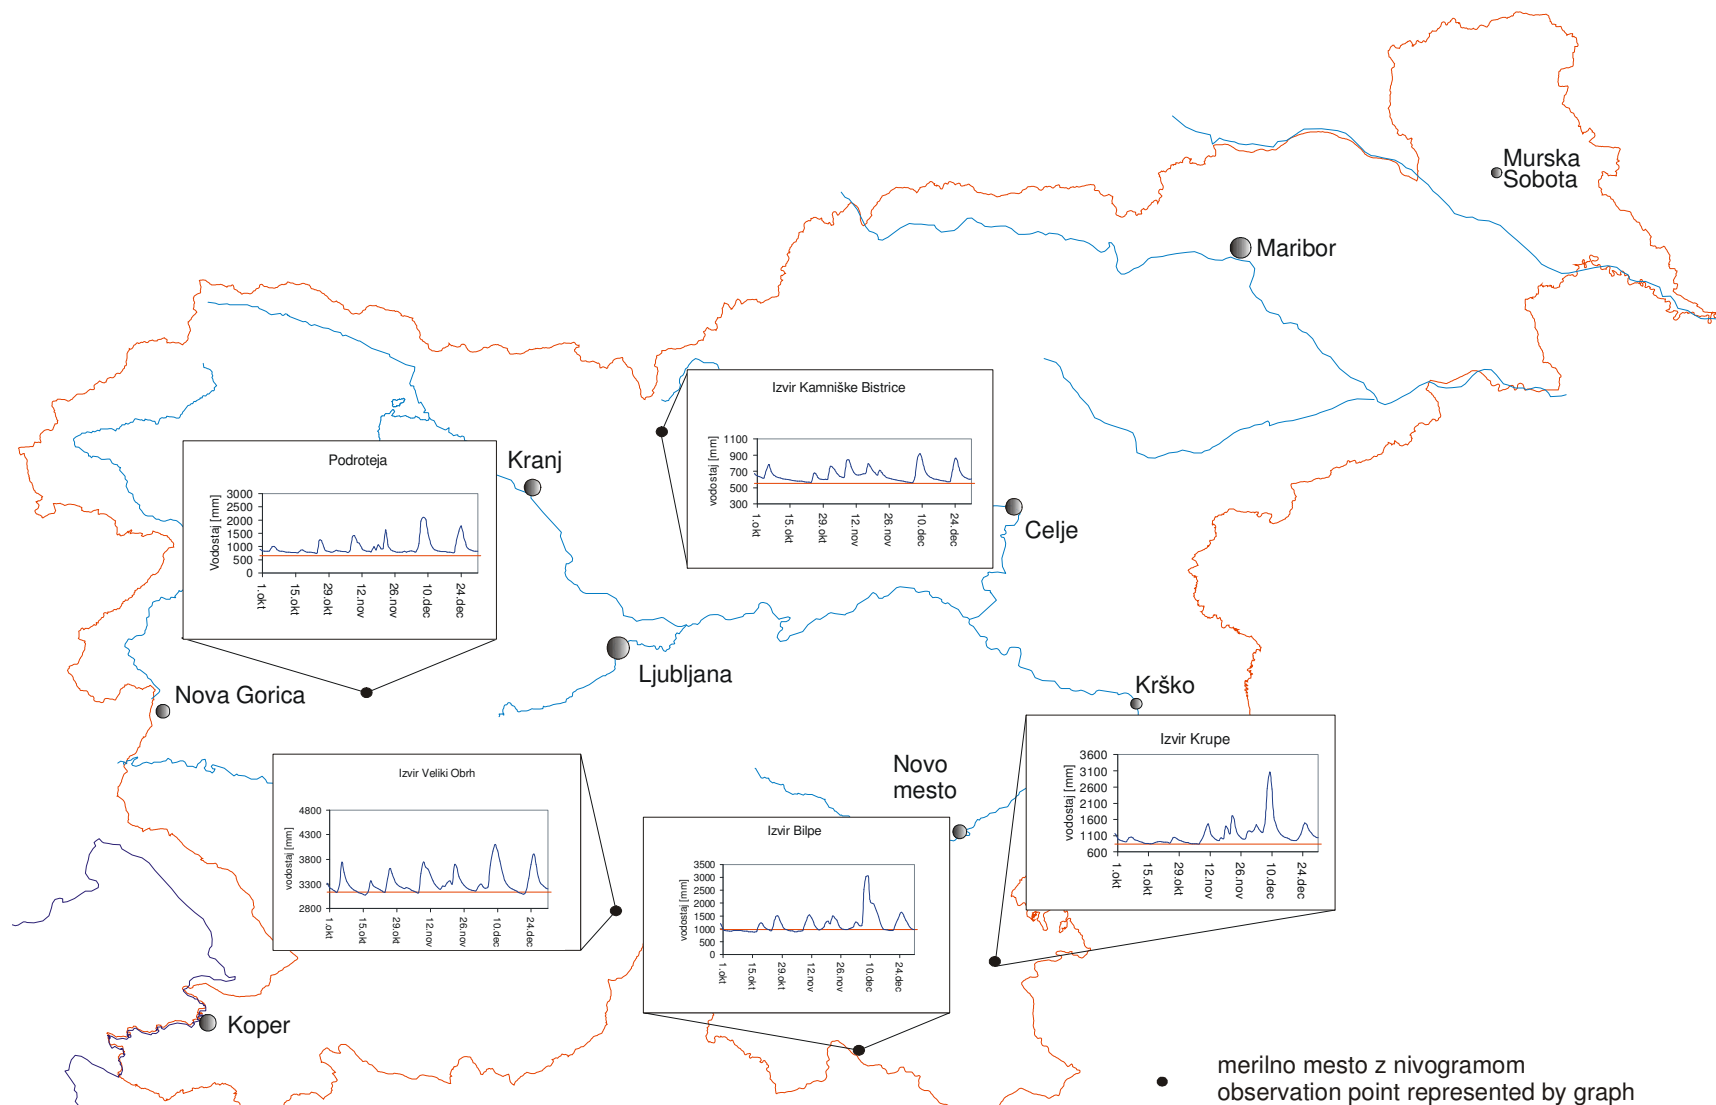 Murska
Sobota
Maribor
Izvir Kamniške Bistrice
vodostaj [mm]
1100
900
700
500
300
1.okt
15.okt
29.okt
12.nov
26.nov
10.dec
24.dec
Podroteja
Vodostaj [mm]
3000
2500
2000
1500
1000
500
0
1.okt
15.okt
29.okt
12.nov
26.nov
10.dec
24.dec
Kranj
Celje
Ljubljana
Nova Gorica
Krško
Izvir Krupe
vodostaj [mm]
3600
3100
2600
2100
1600
1100
600
1.okt
15.okt
29.okt
12.nov
26.nov
10.dec
24.dec
Izvir Veliki Obrh
vodostaj [mm]
4800
4300
3800
3300
2800
1.okt
15.okt
29.okt
12.nov
26.nov
10.dec
24.dec
Novo
mesto
Izvir Bilpe
vodostaj [mm]
3500
3000
2500
2000
1500
1000
500
0
1.okt
15.okt
29.okt
12.nov
26.nov
10.dec
24.dec
Koper
merilno mesto z nivogramom
observation point represented by graph